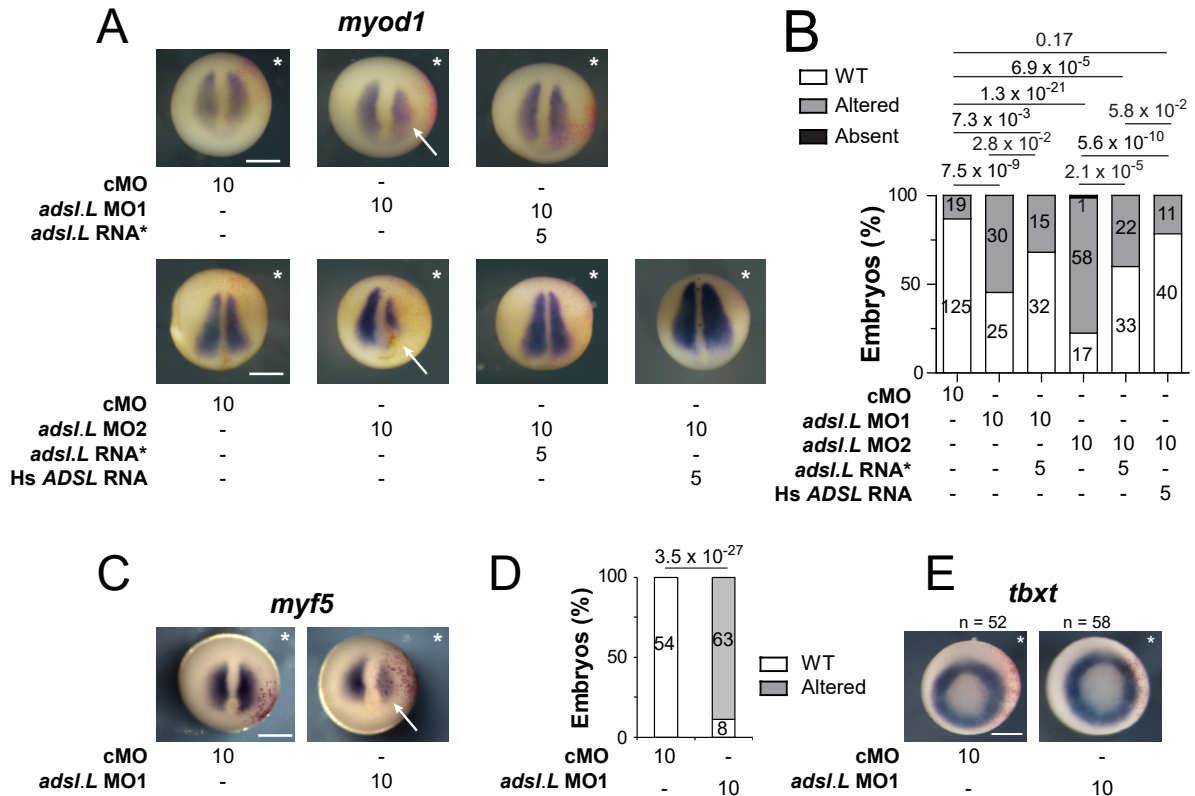 A
myod1
* * *
cMO 10 - -
adsl.L MO1 - 10 10
adsl.L RNA* - - 5
* * * *
cMO 10 - - -
adsl.L MO2 - 10 10 10
adsl.L RNA* - - 5 -
Hs ADSL RNA - - - 5
B
WT
Altered
Absent
0.17
6.9 x 10-5
1.3 x 10-21
5.8 x 10-2
7.3 x 10-3
2.8 x 10-2
5.6 x 10-10
7.5 x 10-9
2.1 x 10-5
Embryos (%)
100
50
0
19 30 15 1 22 11
58
125 25 32 17 33 40
cMO 10 - - - - -
adsl.L MO1 - 10 10 - - -
adsl.L MO2 - - - 10 10 10
adsl.L RNA* - - 5 - 5 -
Hs ADSL RNA - - - - - 5
C
myf5
* *
cMO 10 -
adsl.L MO1 - 10
D
3.5 x 10-27
Embryos (%)
100
50
0
54 63
8
WT
Altered
cMO 10 -
adsl.L MO1 - 10
E
tbxt
n = 52 n = 58
* *
cMO 10 -
adsl.L MO1 - 10